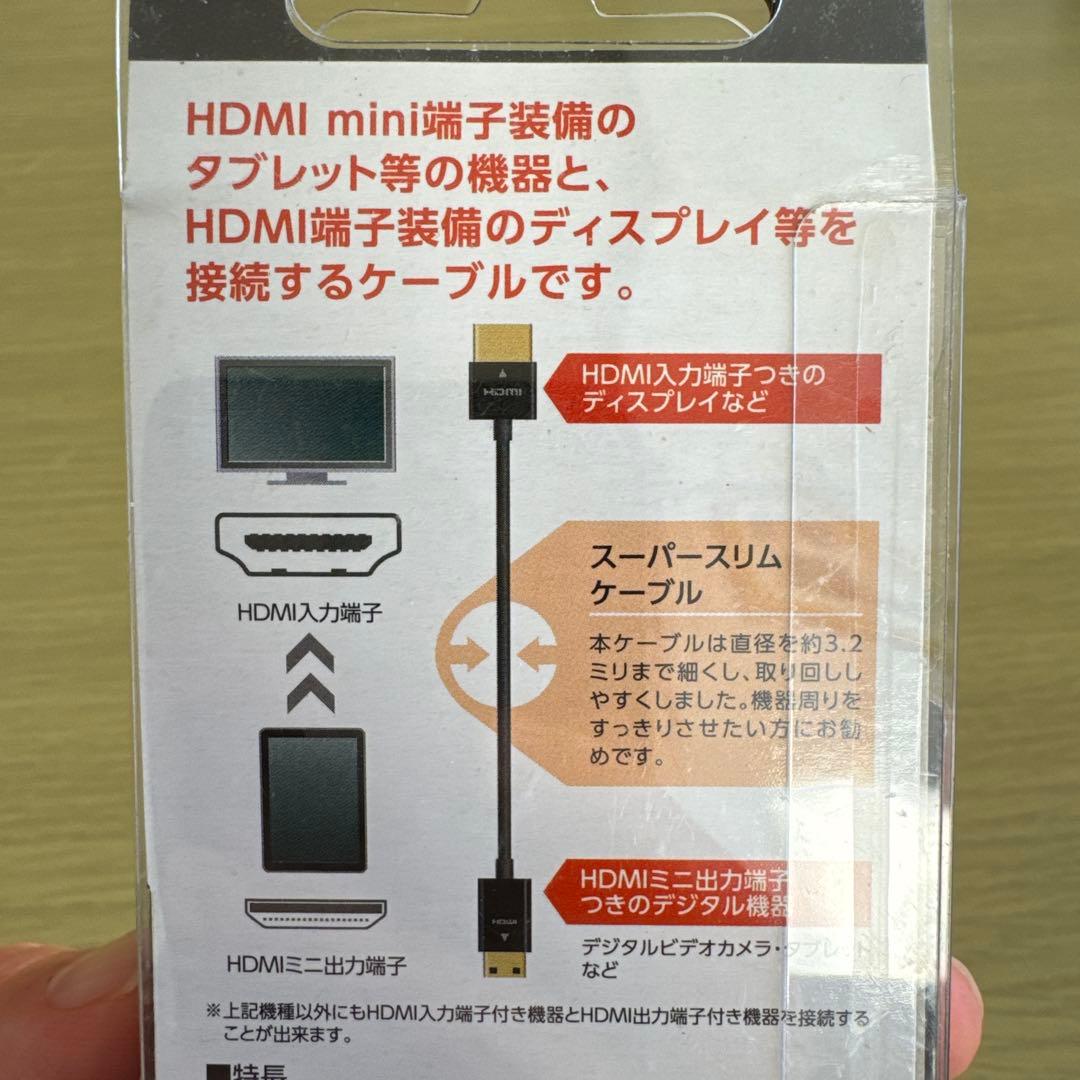 HDMI mini端子装備の
タブレット等の機器と、
HDMI端子装備のディスプレイ等を
接続するケーブルです。
HDMI
HDMI入力端子つきの
ディスプレイなど
HDMI入力端子
スーパースリム
ケーブル
本ケーブルは直径を約3.2
ミリまで細くし、取り回しし
やすくしました。機器周りを
すっきりさせたい方にお勧
めです。
HDMI
HDMIミニ出力端子
つきのデジタル機器
デジタルビデオカメラ・タブレット
など
HDMIミニ出力端子
※上記機種以外にもHDMI入力端子付き機器とHDMI出力端子付き機器を接続する
ことが出来ます。
■特長